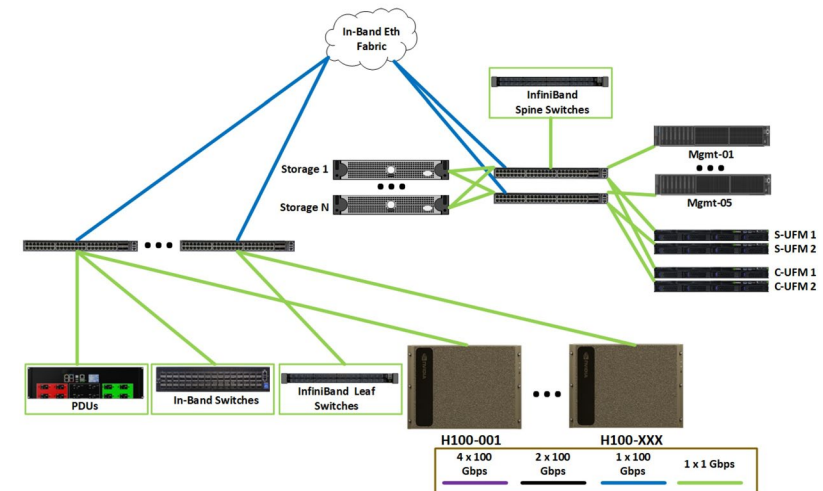 In-Band Eth
Fabric
InfiniBand
Spine Switches
Mgmt-01
Storage 1
Storage N
Mgmt-05
S-UFM 1
S-UFM 2
C-UFM 1
C-UFM 2
PDUs
In-Band Switches
InfiniBand Leaf
Switches
H100-001
H100-XXX
4 x 100
Gbps
2 x 100
Gbps
1 x 100
Gbps
1 x 1 Gbps